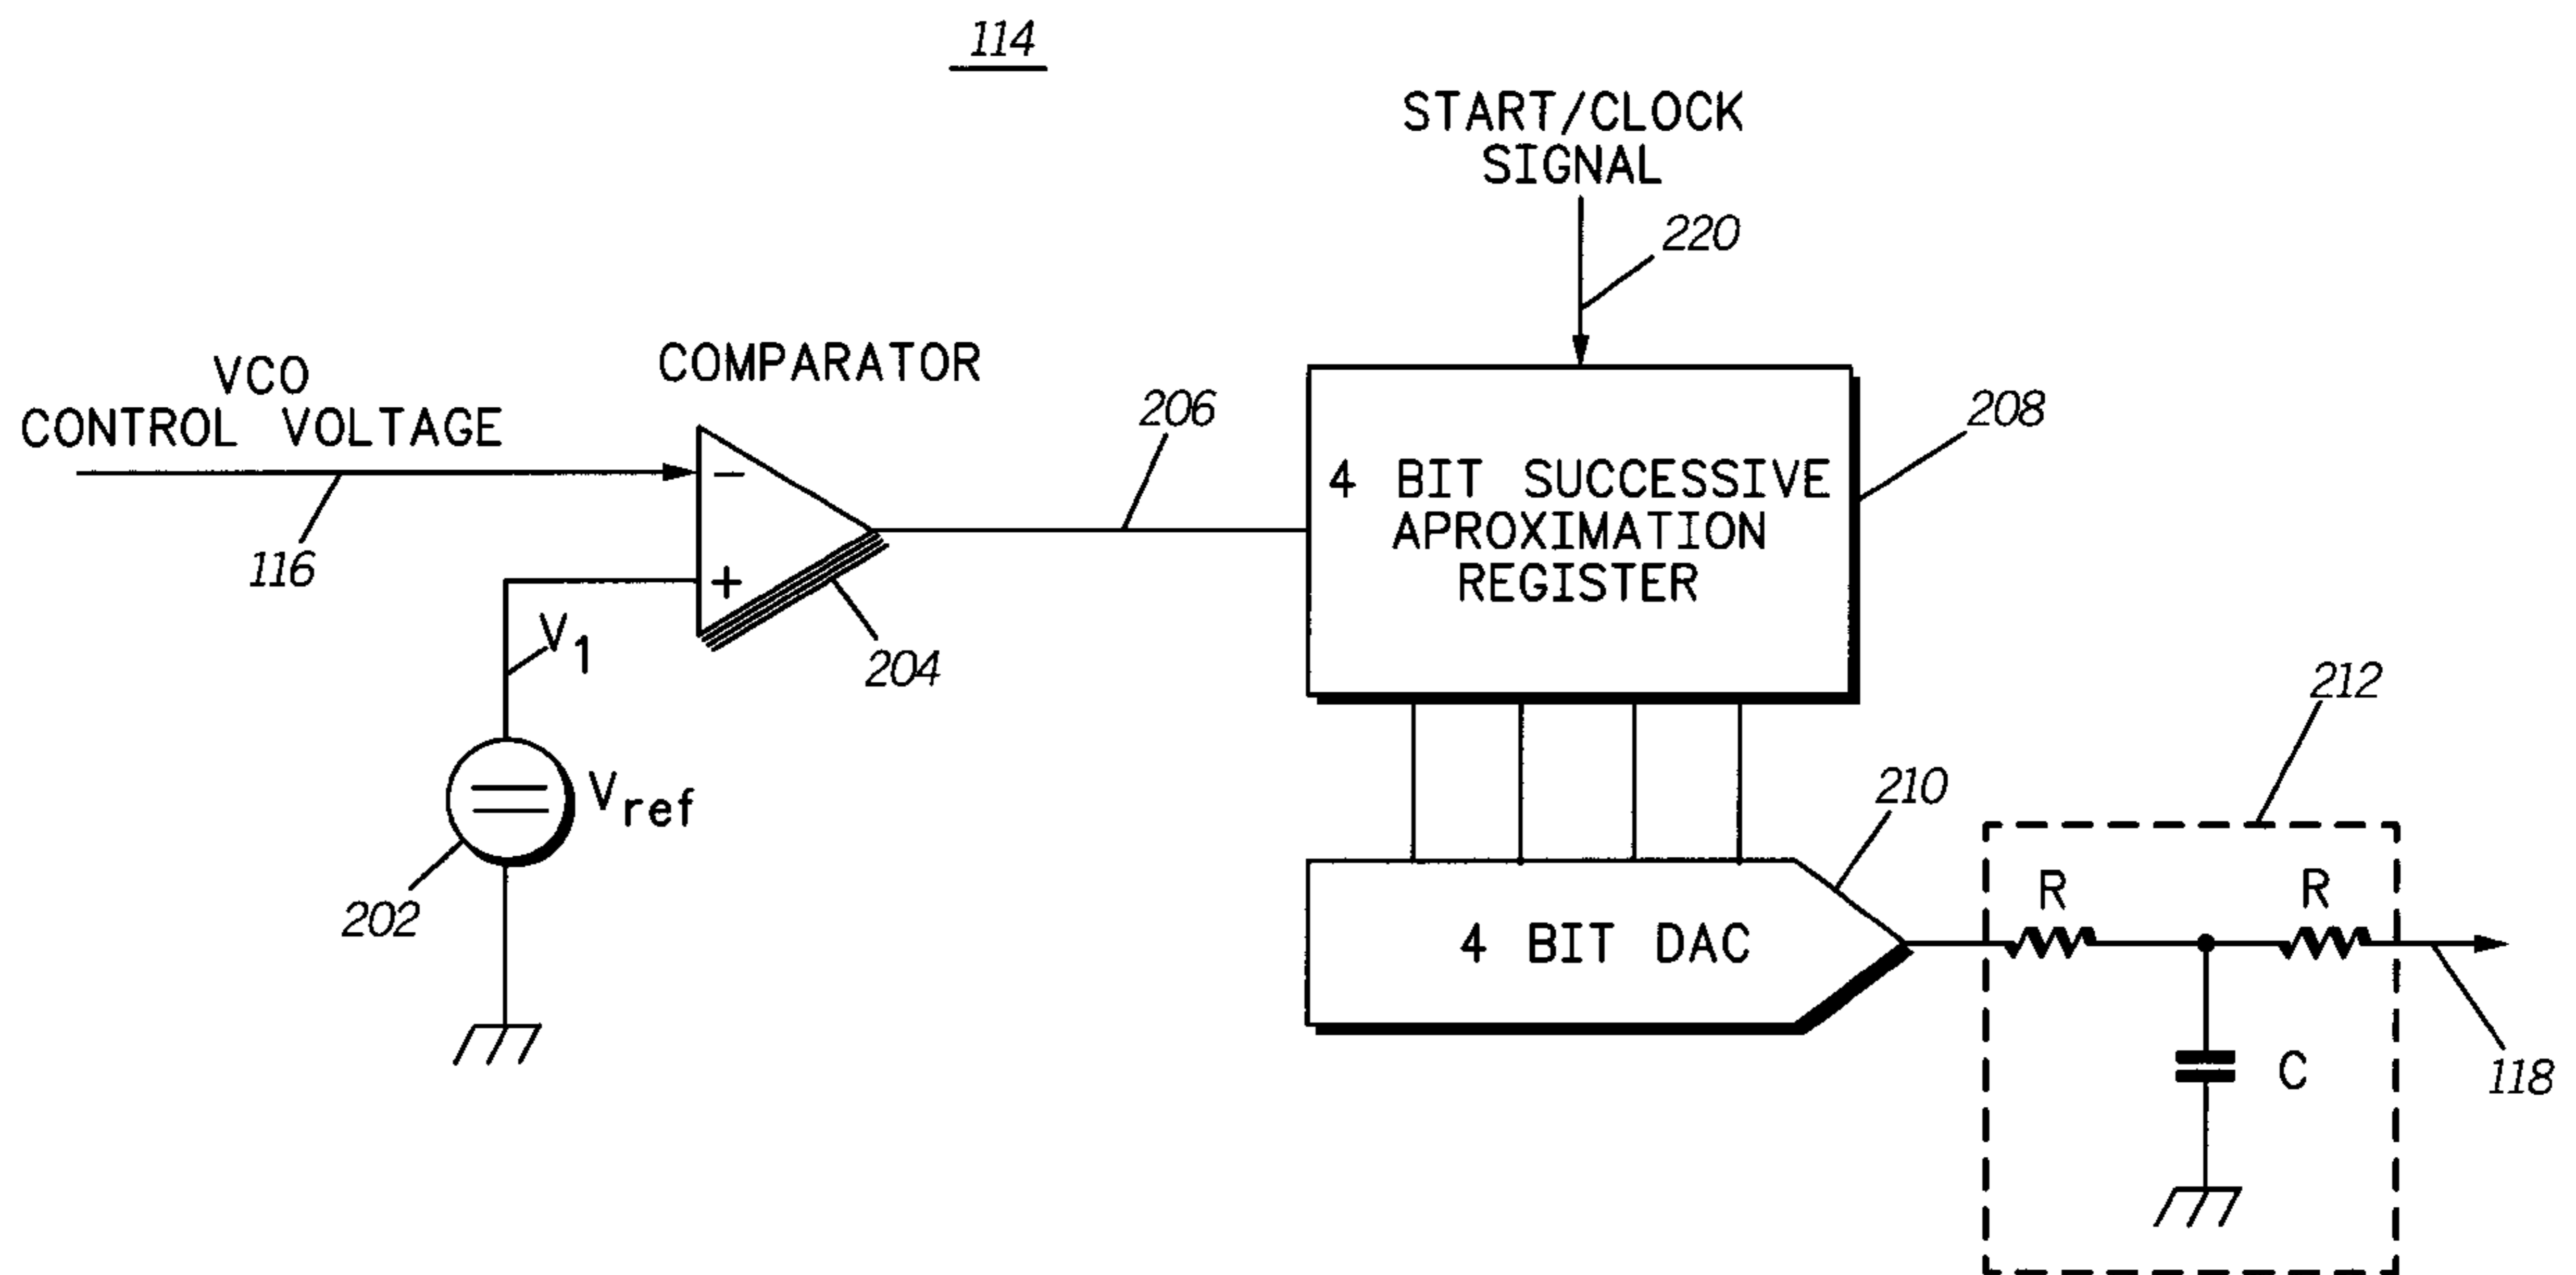 114
START/CLOCK
SIGNAL
220
VCO
CONTROL VOLTAGE
COMPARATOR
206
208
116
-
+
4 BIT SUCCESSIVE
APROXIMATION
REGISTER
V1
204
212
Vref
210
202
4 BIT DAC
R
R
C
118